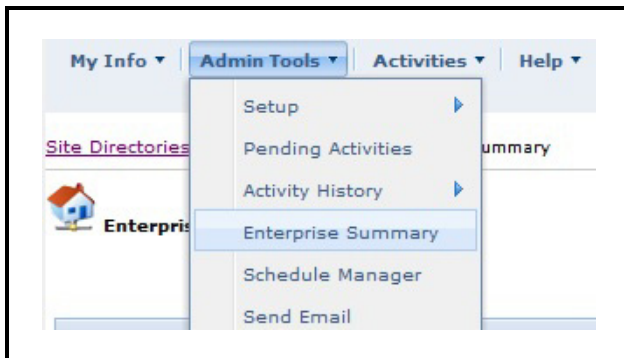 My Info Admin Tools Activities Help
Setup
Site Directories Pending Activities ummary
Activity History
Enterpris Enterprise Summary
Schedule Manager
Send Email